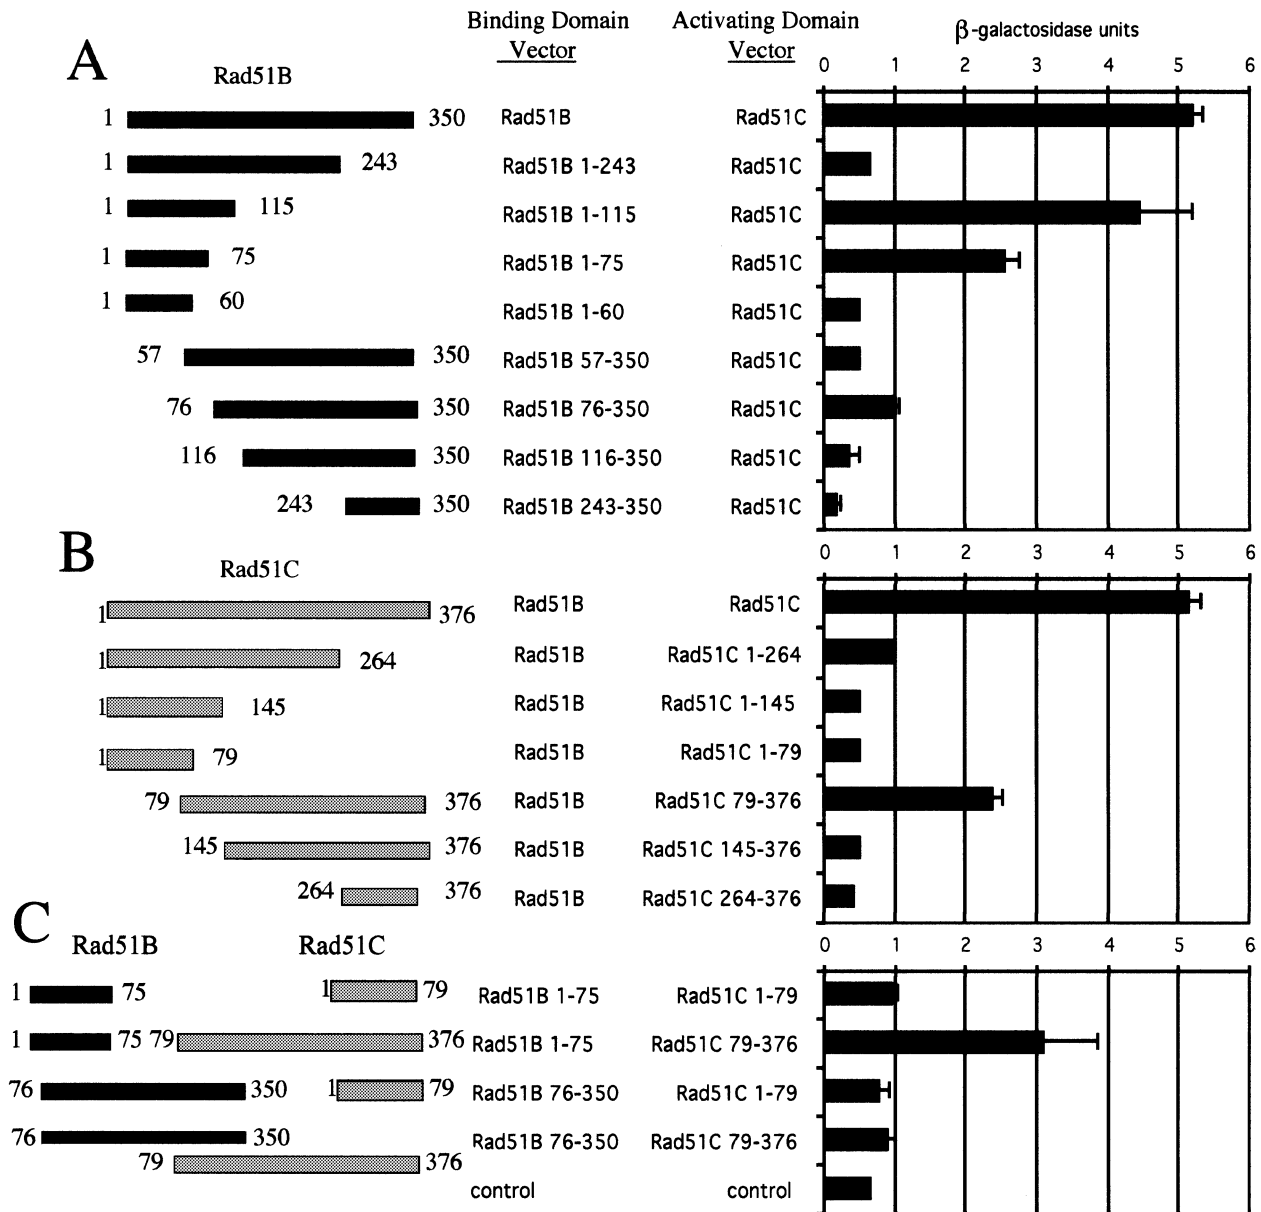 Binding Domain Vector Activating Domain Vector β-galactosidase units
A
Rad51B
0 1 2 3 4 5 6
1 350 Rad51B Rad51C
1 243 Rad51B 1-243 Rad51C
1 115 Rad51B 1-115 Rad51C
1 75 Rad51B 1-75 Rad51C
1 60 Rad51B 1-60 Rad51C
57 350 Rad51B 57-350 Rad51C
76 350 Rad51B 76-350 Rad51C
116 350 Rad51B 116-350 Rad51C
243 350 Rad51B 243-350 Rad51C
B
Rad51C
0 1 2 3 4 5 6
1 376 Rad51B Rad51C
1 264 Rad51B Rad51C 1-264
1 145 Rad51B Rad51C 1-145
1 79 Rad51B Rad51C 1-79
79 376 Rad51B Rad51C 79-376
145 376 Rad51B Rad51C 145-376
264 376 Rad51B Rad51C 264-376
C
Rad51B Rad51C
0 1 2 3 4 5 6
1 75 1 79 Rad51B 1-75 Rad51C 1-79
1 75 79 376 Rad51B 1-75 Rad51C 79-376
76 350 1 79 Rad51B 76-350 Rad51C 1-79
76 350 Rad51B 76-350 Rad51C 79-376
79 376
control control